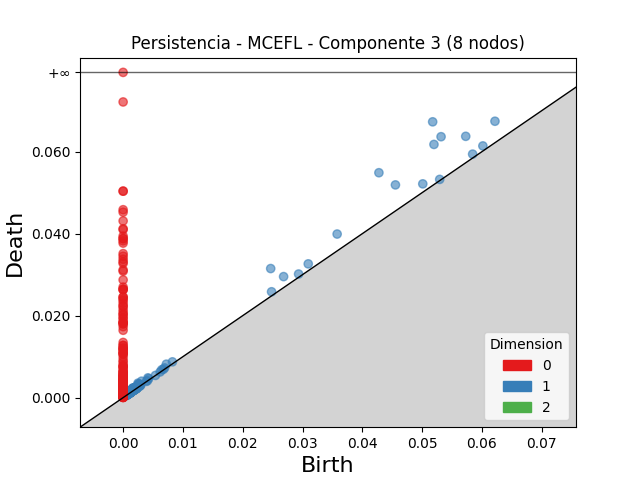 Persistencia - MCEFL - Componente 3 (8 nodos)
+∞
0.060
0.040
0.020
0.000
Death
Dimension
0
1
2
0.00 0.01 0.02 0.03 0.04 0.05 0.06 0.07
Birth